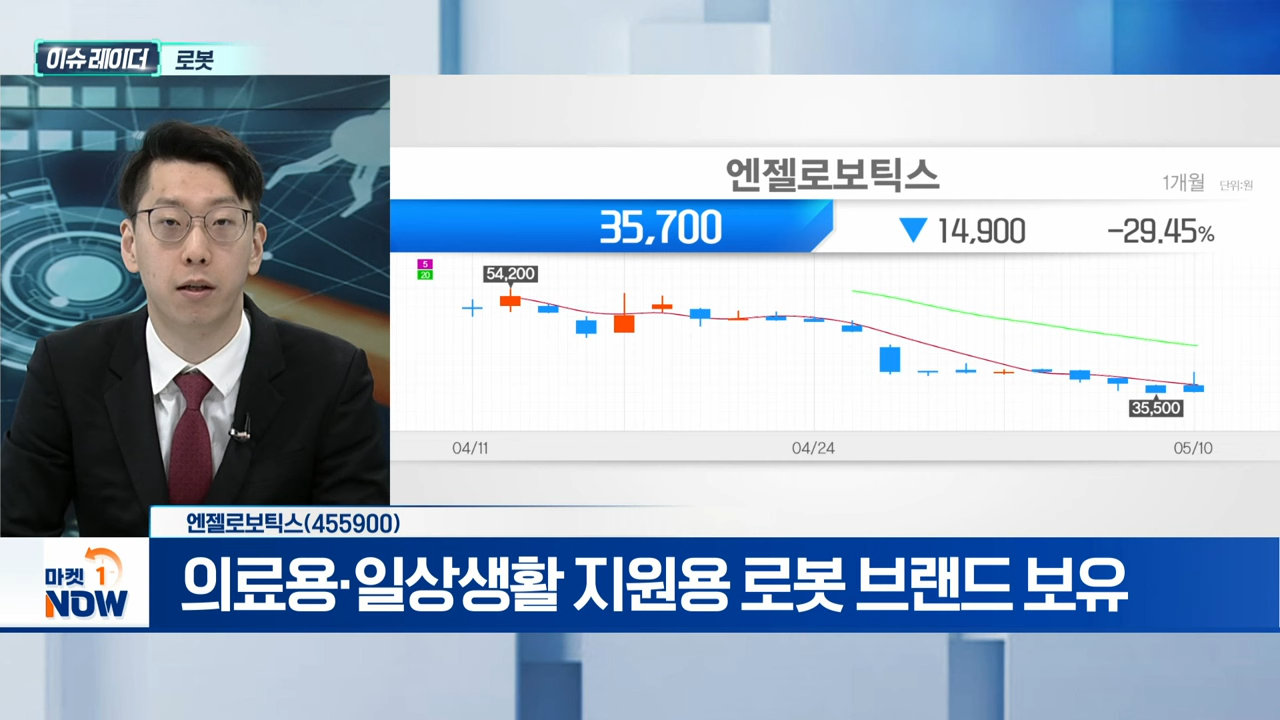 이슈 레이더 로봇
엔젤로보틱스
1개월 단위:원
35,700 ▼ 14,900 -29.45%
5
20
54,200
35,500
04/11 04/24 05/10
엔젤로보틱스(455900)
마켓 1
NOW
의료용·일상생활 지원용 로봇 브랜드 보유